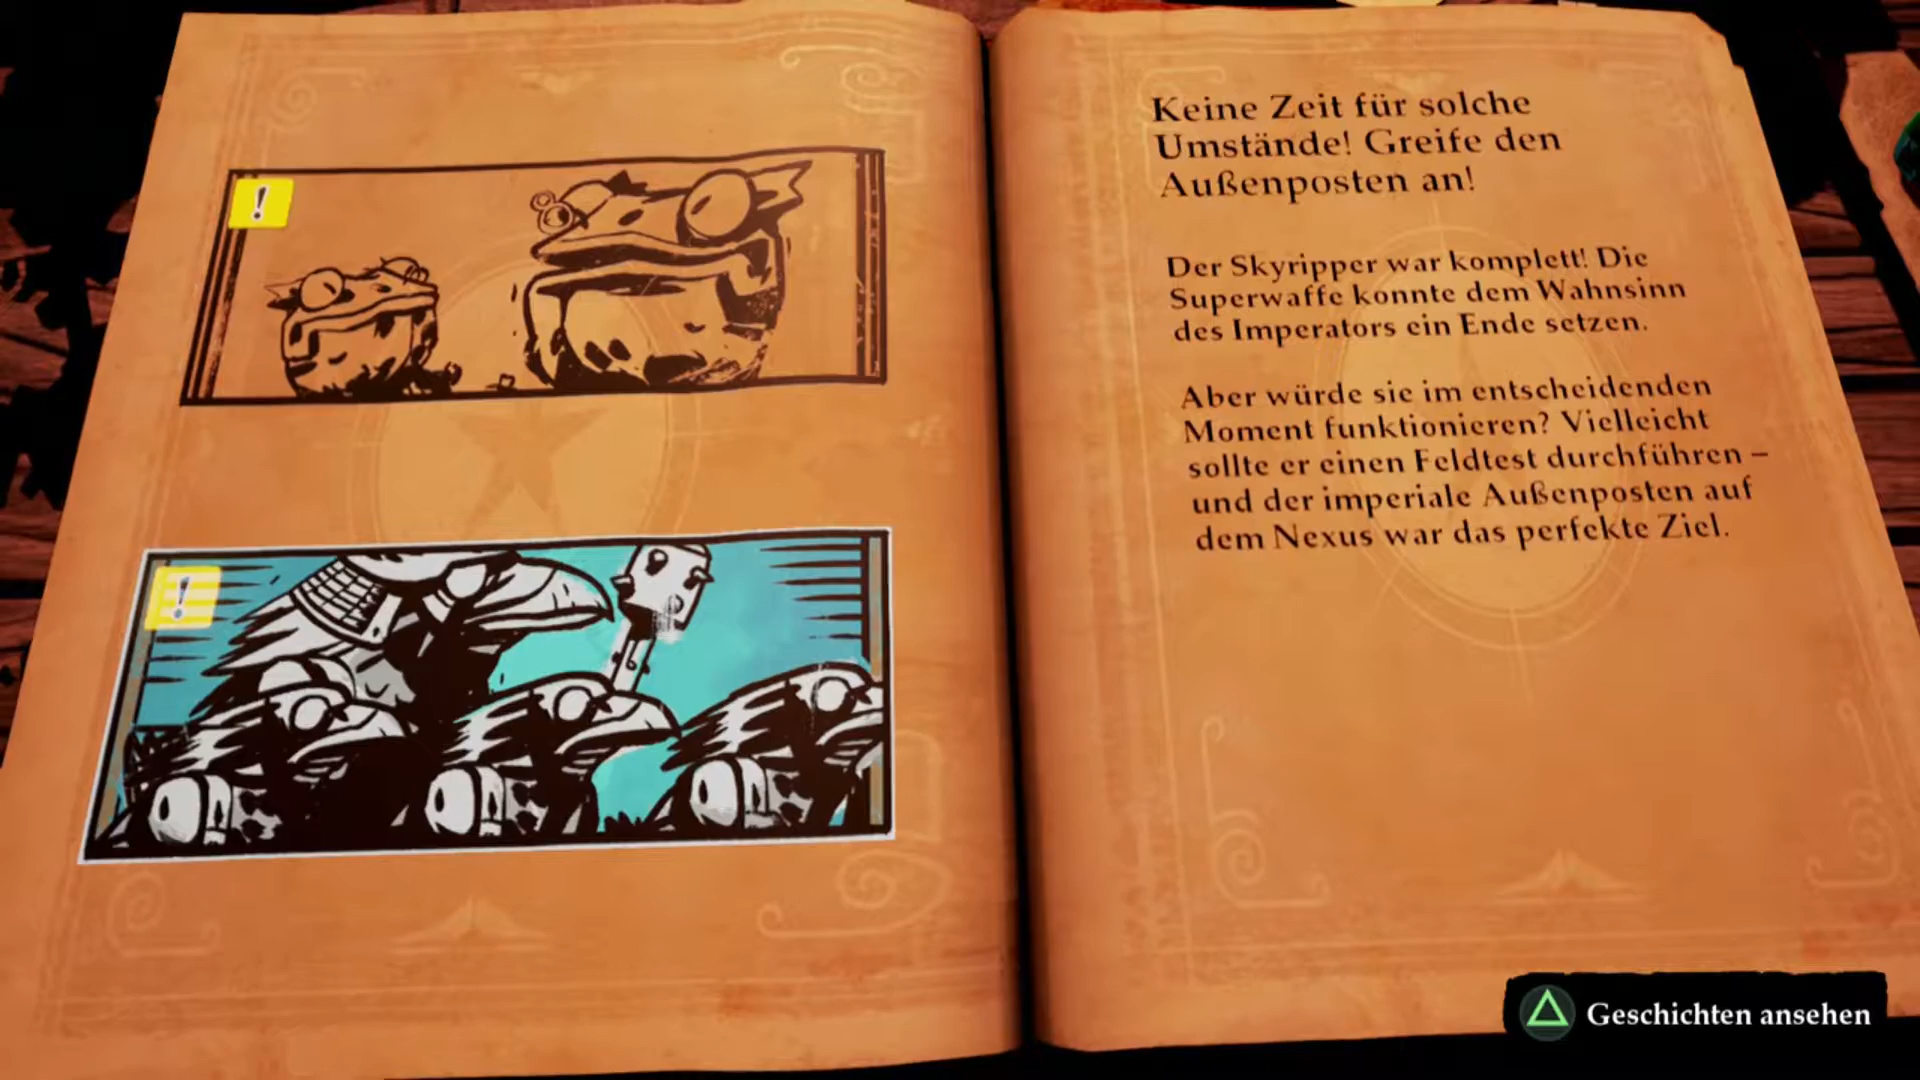 !
!
Keine Zeit für solche
Umstände! Greife den
Außenposten an!
Der Skyripper war komplett! Die
Superwaffe konnte dem Wahnsinn
des Imperators ein Ende setzen.
Aber würde sie im entscheidenden
Moment funktionieren? Vielleicht
sollte er einen Feldtest durchführen –
und der imperiale Außenposten auf
dem Nexus war das perfekte Ziel.
Geschichten ansehen